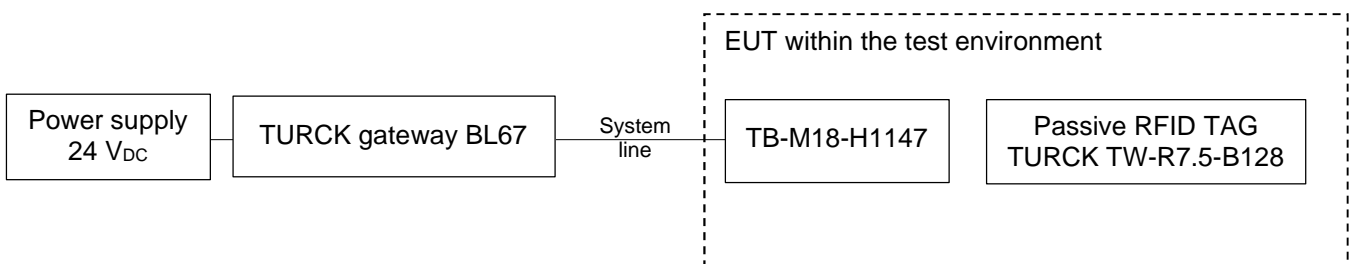 EUT within the test environment
Power supply
24 VDC
TURCK gateway BL67
System
line
TB-M18-H1147
Passive RFID TAG
TURCK TW-R7.5-B128